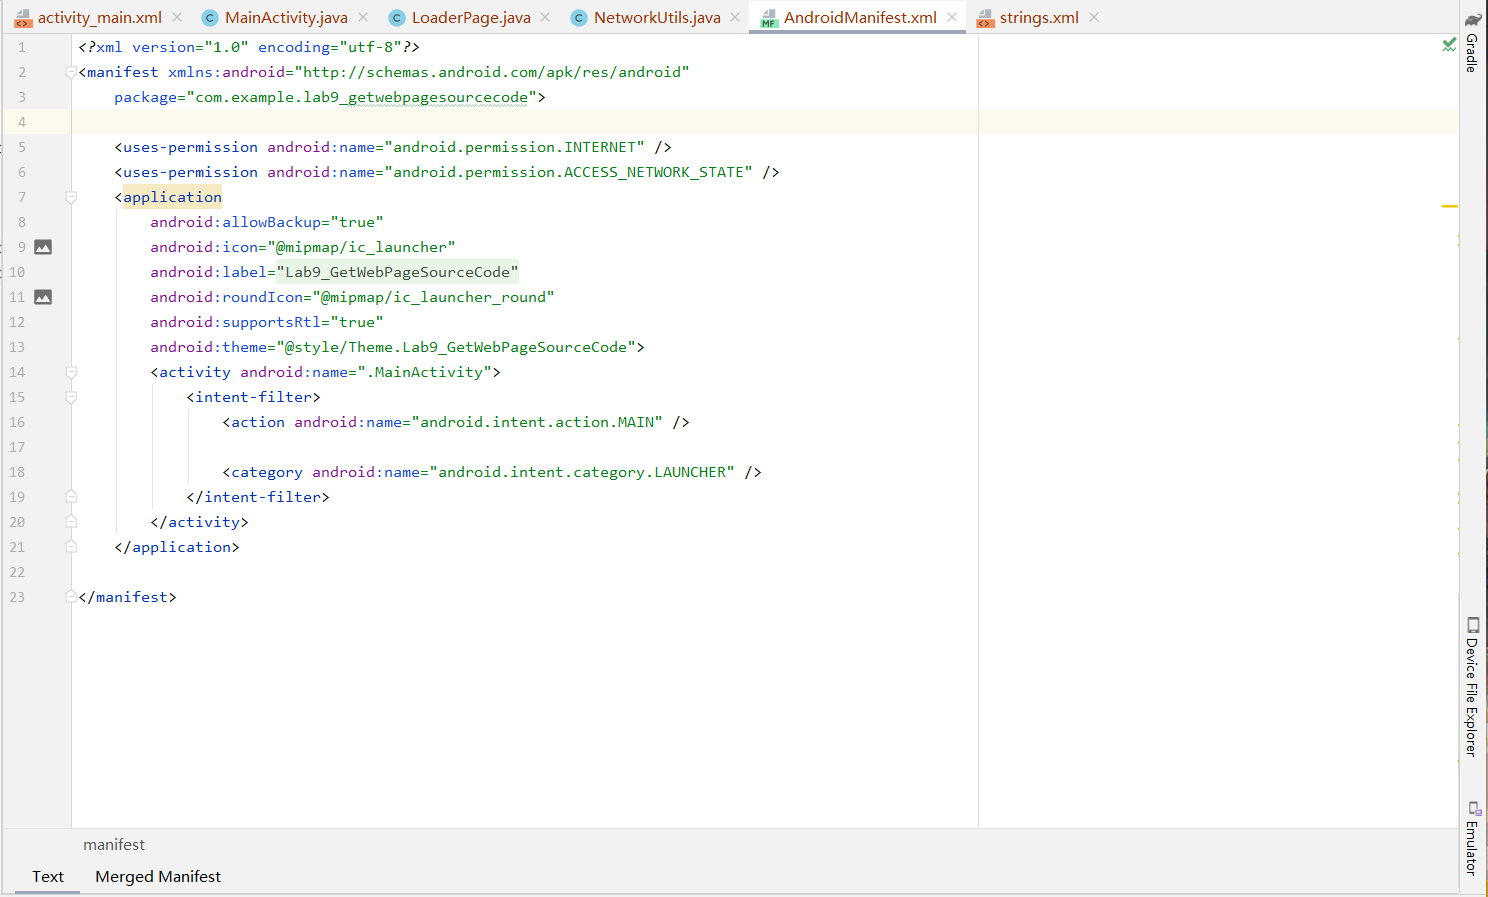 activity_main.xml MainActivity.java LoaderPage.java NetworkUtils.java AndroidManifest.xml strings.xml
1 <?xml version="1.0" encoding="utf-8"?>
2 <manifest xmlns:android="http://schemas.android.com/apk/res/android"
3 package="com.example.lab9_getwebpagesourcecode">
4
5 <uses-permission android:name="android.permission.INTERNET" />
6 <uses-permission android:name="android.permission.ACCESS_NETWORK_STATE" />
7 <application
8 android:allowBackup="true"
9 android:icon="@mipmap/ic_launcher"
10 android:label="Lab9_GetWebPageSourceCode"
11 android:roundIcon="@mipmap/ic_launcher_round"
12 android:supportsRtl="true"
13 android:theme="@style/Theme.Lab9_GetWebPageSourceCode">
14 <activity android:name=".MainActivity">
15 <intent-filter>
16 <action android:name="android.intent.action.MAIN" />
17
18 <category android:name="android.intent.category.LAUNCHER" />
19 </intent-filter>
20 </activity>
21 </application>
22
23 </manifest>
manifest
Text Merged Manifest
Gradle
Device File Explorer
Emulator